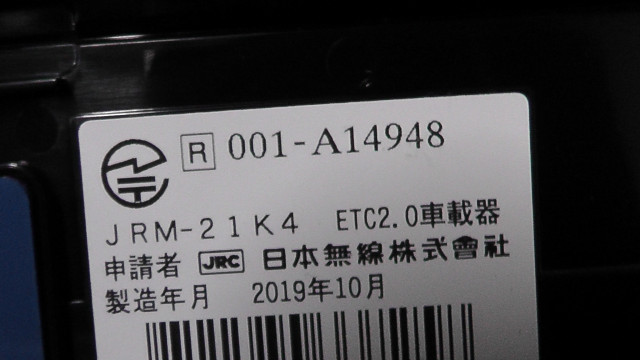 R 001-A14948
JRM-21K4 ETC2.0車載器
申請者 JRC 日本無線株式會社
製造年月 2019年10月